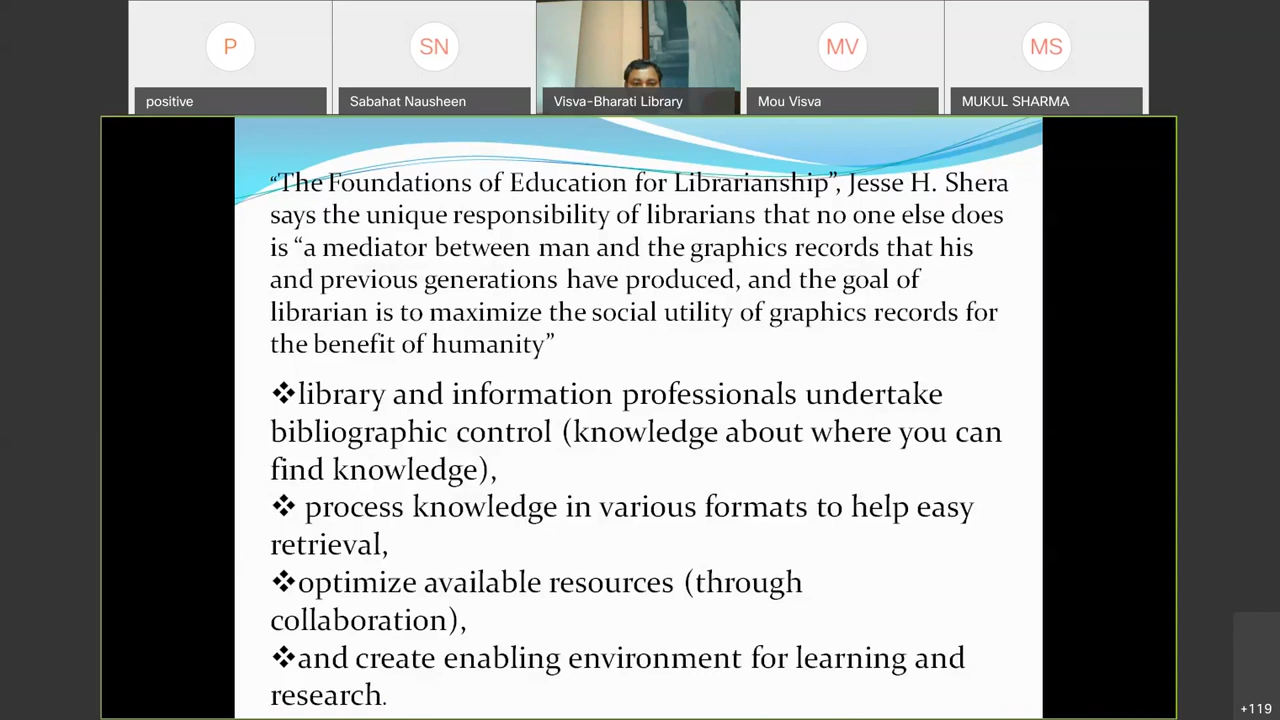 P
SN
MV
MS
positive
Sabahat Nausheen
Visva-Bharati Library
Mou Visva
MUKUL SHARMA
“The Foundations of Education for Librarianship”, Jesse H. Shera
says the unique responsibility of librarians that no one else does
is “a mediator between man and the graphics records that his
and previous generations have produced, and the goal of
librarian is to maximize the social utility of graphics records for
the benefit of humanity”
❖library and information professionals undertake
bibliographic control (knowledge about where you can
find knowledge),
❖ process knowledge in various formats to help easy
retrieval,
❖optimize available resources (through
collaboration),
❖and create enabling environment for learning and
research.
+119